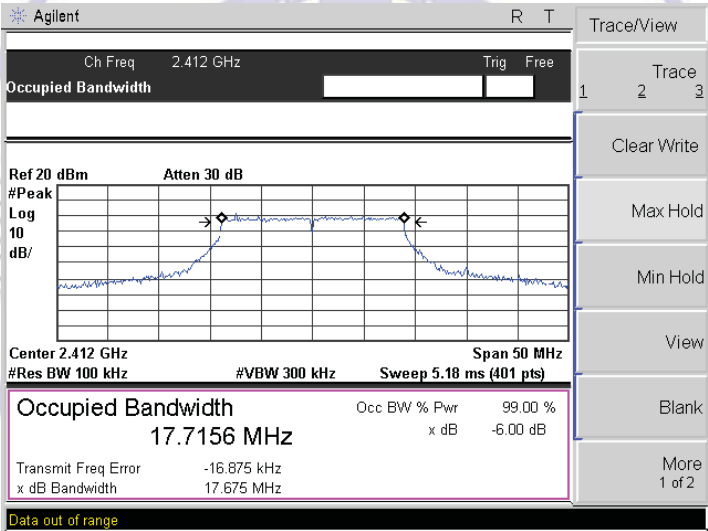 Agilent R T
Ch Freq 2.412 GHz Trig Free
Occupied Bandwidth
Ref 20 dBm Atten 30 dB
#Peak
Log
10
dB/
Center 2.412 GHz Span 50 MHz
#Res BW 100 kHz #VBW 300 kHz Sweep 5.18 ms (401 pts)
Occupied Bandwidth Occ BW % Pwr 99.00 %
17.7156 MHz x dB -6.00 dB
Transmit Freq Error -16.875 kHz
x dB Bandwidth 17.675 MHz
Data out of range
Trace/View
Trace
1 2 3
Clear Write
Max Hold
Min Hold
View
Blank
More
1 of 2